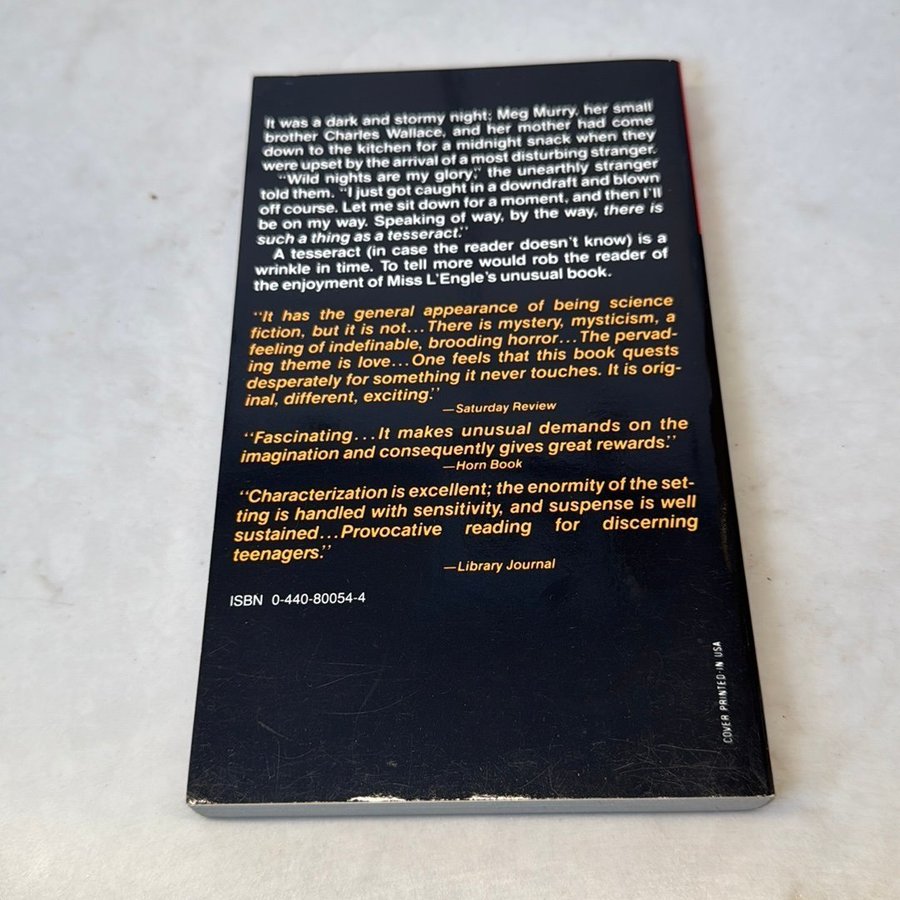 It was a dark and stormy night; Meg Murry, her small
brother Charles Wallace, and her mother had come
down to the kitchen for a midnight snack when they
were upset by the arrival of a most disturbing stranger.
"Wild nights are my glory," the unearthly stranger
told them. "I just got caught in a downdraft and blown
off course. Let me sit down for a moment, and then I'll
be on my way. Speaking of way, by the way, there is
such a thing as a tesseract."
A tesseract (in case the reader doesn't know) is a
wrinkle in time. To tell more would rob the reader of
the enjoyment of Miss L'Engle's unusual book.
"It has the general appearance of being science
fiction, but it is not...There is mystery, mysticism, a
feeling of indefinable, brooding horror...The pervad-
ing theme is love...One feels that this book quests
desperately for something it never touches. It is orig-
inal, different, exciting."
—Saturday Review
"Fascinating...It makes unusual demands on the
imagination and consequently gives great rewards."
—Horn Book
"Characterization is excellent; the enormity of the set-
ting is handled with sensitivity, and suspense is well
sustained...Provocative reading for discerning
teenagers."
—Library Journal
ISBN 0-440-80054-4
COVER PRINTED IN USA